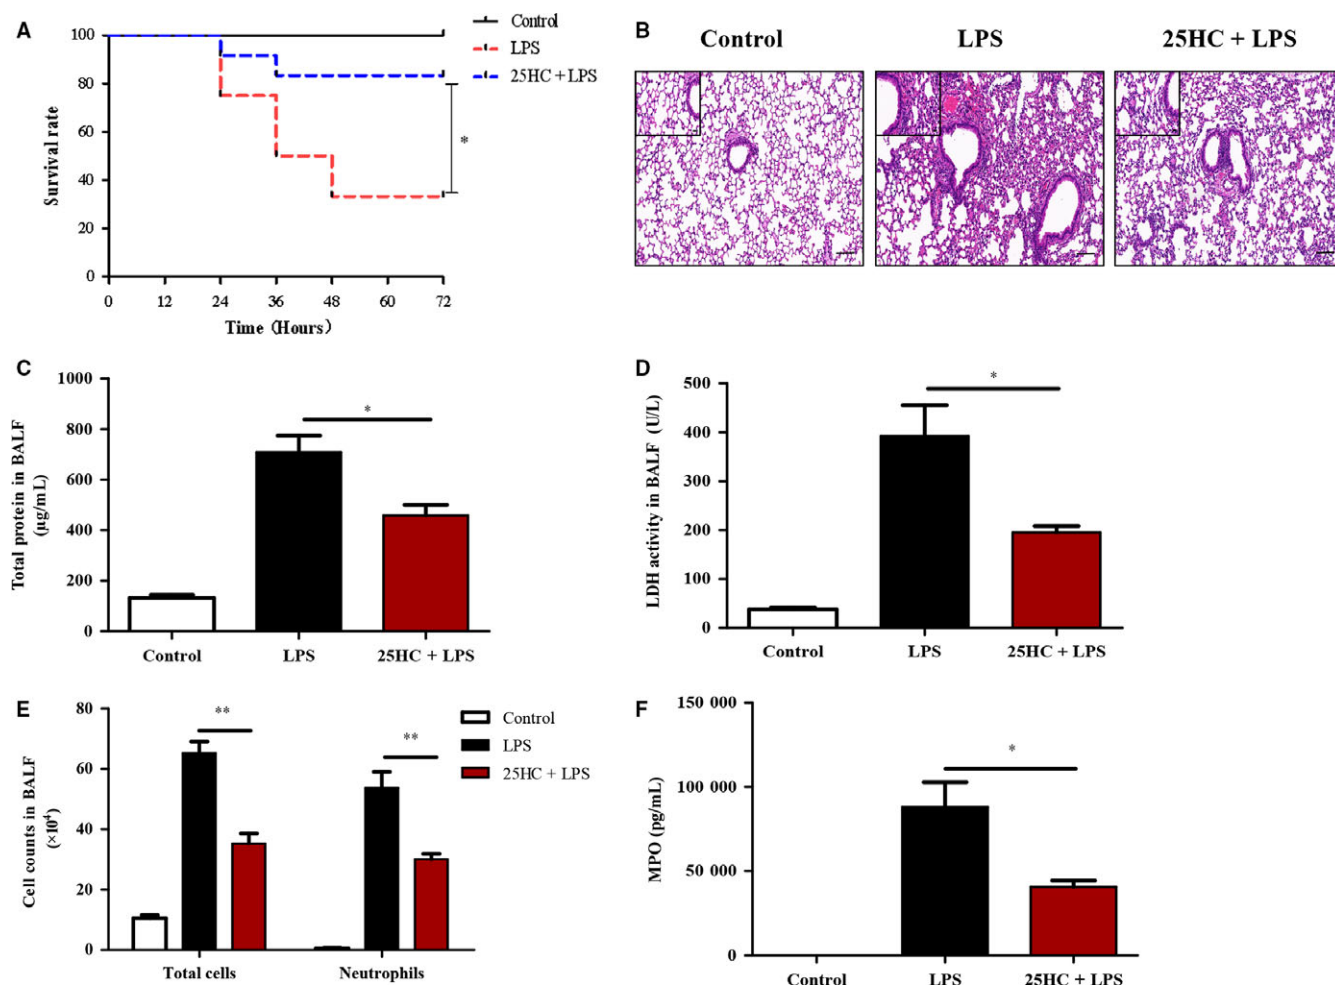 A
Control
LPS
25HC + LPS
Survival rate
100
80
60
40
20
0
*
0 12 24 36 48 60 72
Time (Hours)
B
Control LPS 25HC + LPS
C
Total protein in BALF
(µg/mL)
1000
800
600
400
200
0
*
Control LPS 25HC + LPS
D
LDH activity in BALF (U/L)
500
400
300
200
100
0
*
Control LPS 25HC + LPS
E
Cell counts in BALF
(×10⁴)
80
60
40
20
0
**
**
Control
LPS
25HC + LPS
Total cells Neutrophils
F
MPO (pg/mL)
150 000
100 000
50 000
0
*
Control LPS 25HC + LPS